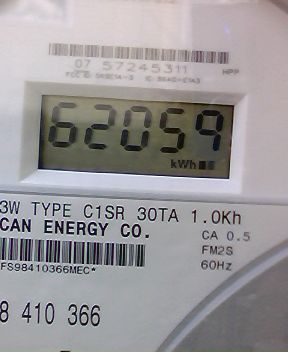 07 57245311 HPP
62059
kWh
3W TYPE C1SR 30TA 1.0Kh
CAN ENERGY CO. CA 0.5
FM2S
FS98410366MEC* 60Hz
8 410 366